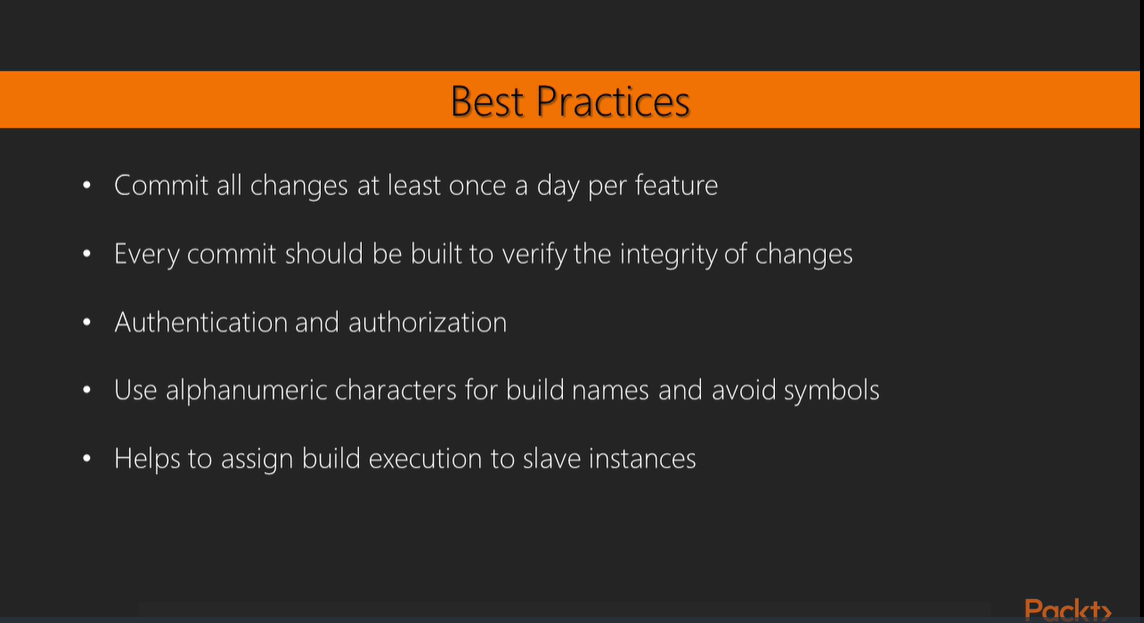 Best Practices
• Commit all changes at least once a day per feature
• Every commit should be built to verify the integrity of changes
• Authentication and authorization
• Use alphanumeric characters for build names and avoid symbols
• Helps to assign build execution to slave instances
Packt>